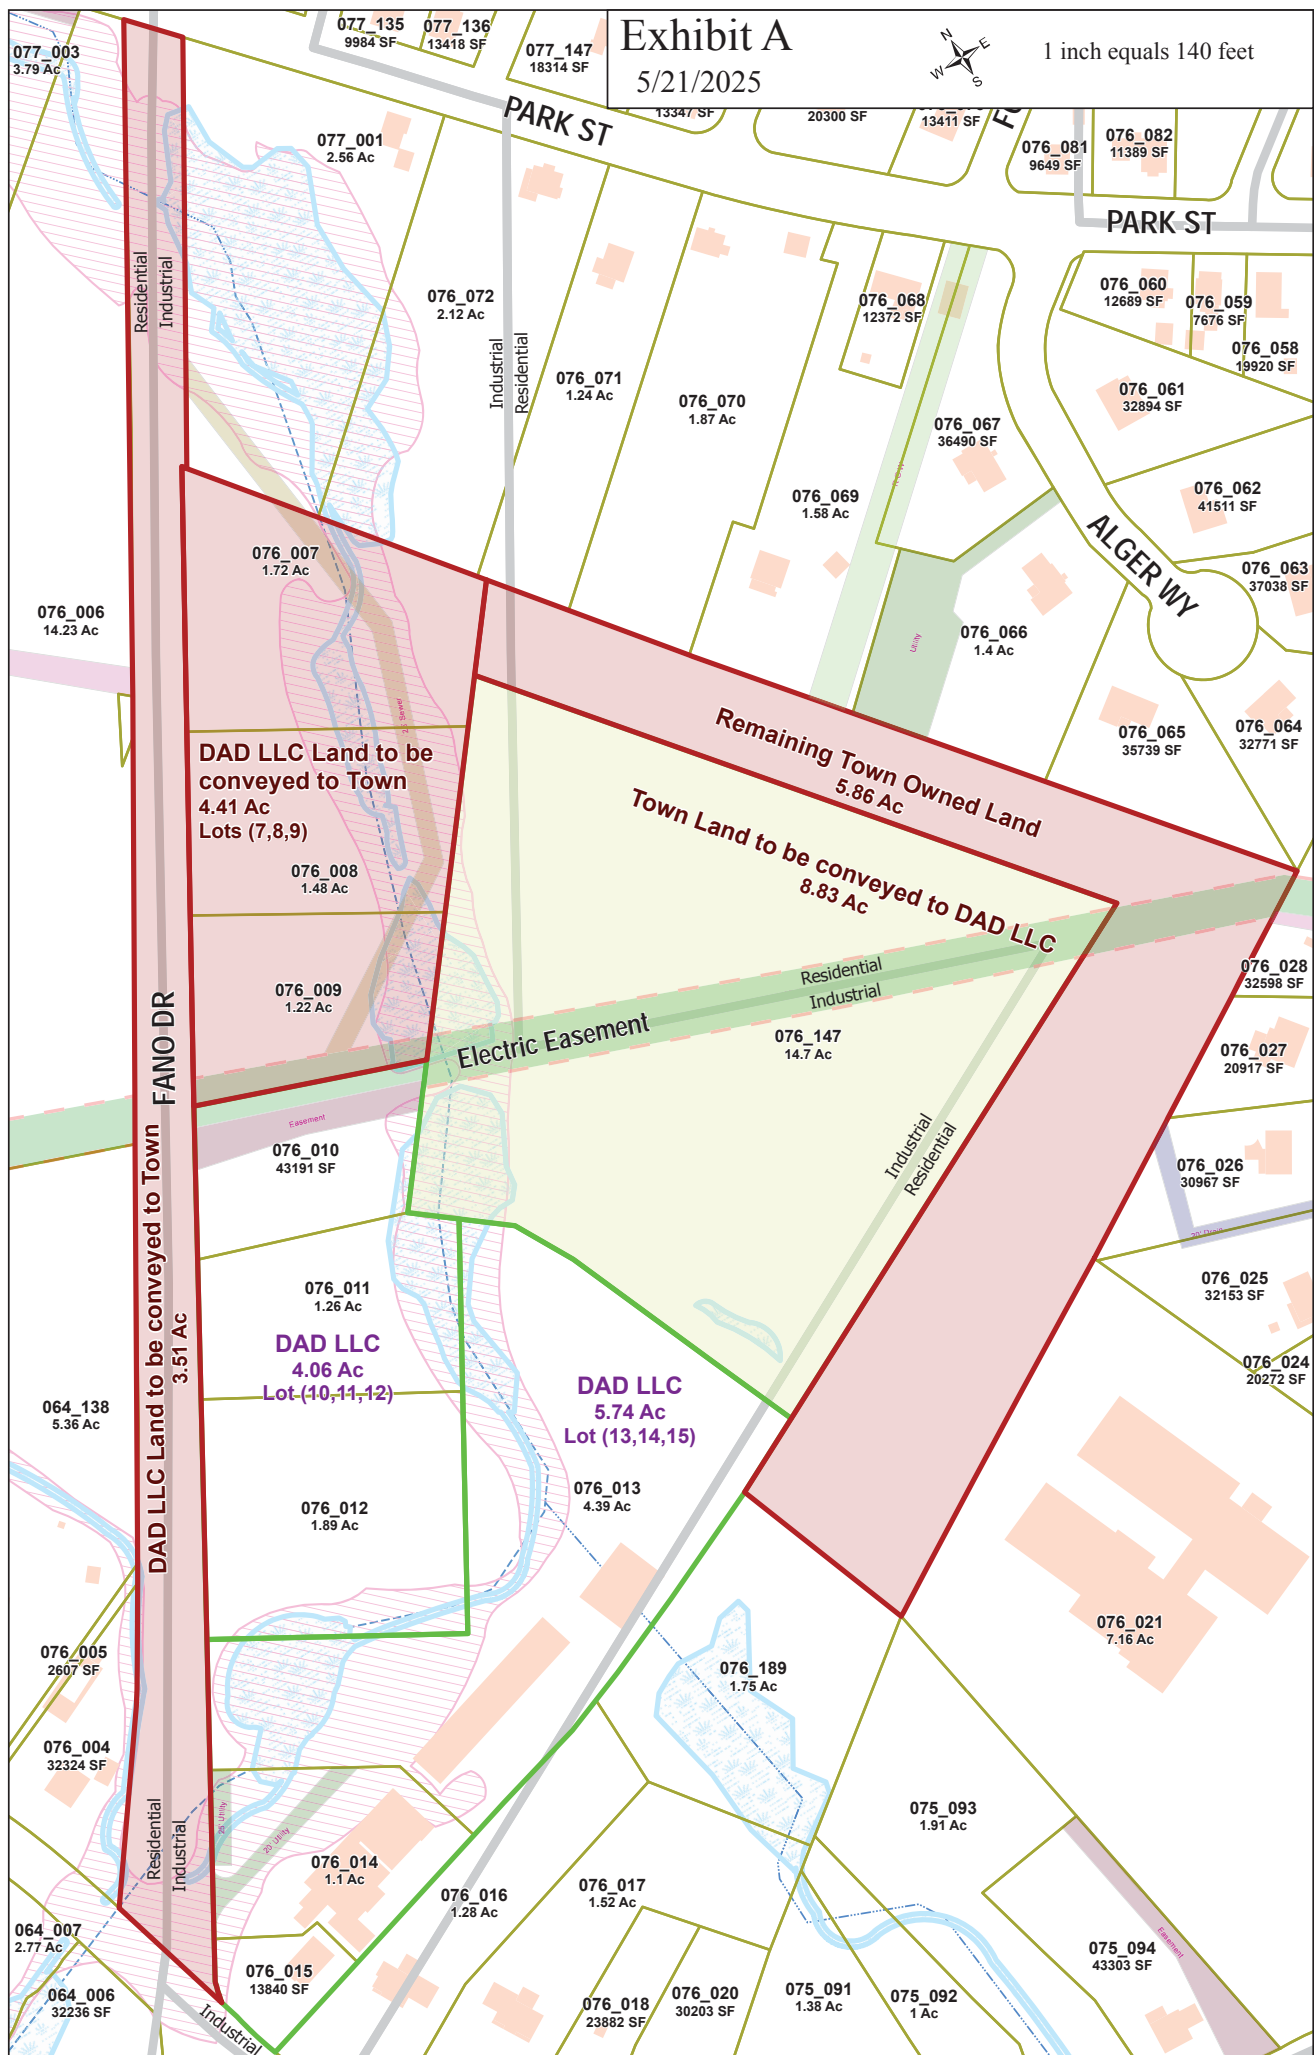 Exhibit A
5/21/2025
N
E
W
S
1 inch equals 140 feet
077_003
3.79 Ac
077_135
9984 SF
077_136
13418 SF
077_147
18314 SF
13347 SF
20300 SF
13411 SF
076_081
9649 SF
076_082
11389 SF
PARK ST
PARK ST
077_001
2.56 Ac
Residential
Industrial
076_072
2.12 Ac
Industrial
Residential
076_071
1.24 Ac
076_070
1.87 Ac
076_068
12372 SF
076_060
12689 SF
076_059
7676 SF
076_058
19920 SF
076_061
32894 SF
076_067
36490 SF
R.O.W
076_069
1.58 Ac
076_062
41511 SF
ALGER WY
076_063
37038 SF
076_007
1.72 Ac
076_006
14.23 Ac
Utility
076_066
1.4 Ac
076_065
35739 SF
076_064
32771 SF
Sewer
DAD LLC Land to be
conveyed to Town
4.41 Ac
Lots (7,8,9)
Remaining Town Owned Land
5.86 Ac
Town Land to be conveyed to DAD LLC
8.83 Ac
076_008
1.48 Ac
076_009
1.22 Ac
Residential
Industrial
Electric Easement
076_147
14.7 Ac
076_028
32598 SF
076_027
20917 SF
FANO DR
Easement
076_010
43191 SF
Industrial
Residential
076_026
30967 SF
20' Drain
DAD LLC Land to be conveyed to Town
3.51 Ac
076_011
1.26 Ac
076_025
32153 SF
DAD LLC
4.06 Ac
Lot (10,11,12)
DAD LLC
5.74 Ac
Lot (13,14,15)
076_024
20272 SF
064_138
5.36 Ac
076_012
1.89 Ac
076_013
4.39 Ac
076_021
7.16 Ac
076_005
2607 SF
076_189
1.75 Ac
076_004
32324 SF
Residential
Industrial
25' Utility
20' Utility
076_014
1.1 Ac
075_093
1.91 Ac
076_016
1.28 Ac
076_017
1.52 Ac
064_007
2.77 Ac
Easement
075_094
43303 SF
076_015
13840 SF
064_006
32236 SF
Industrial
076_018
23882 SF
076_020
30203 SF
075_091
1.38 Ac
075_092
1 Ac